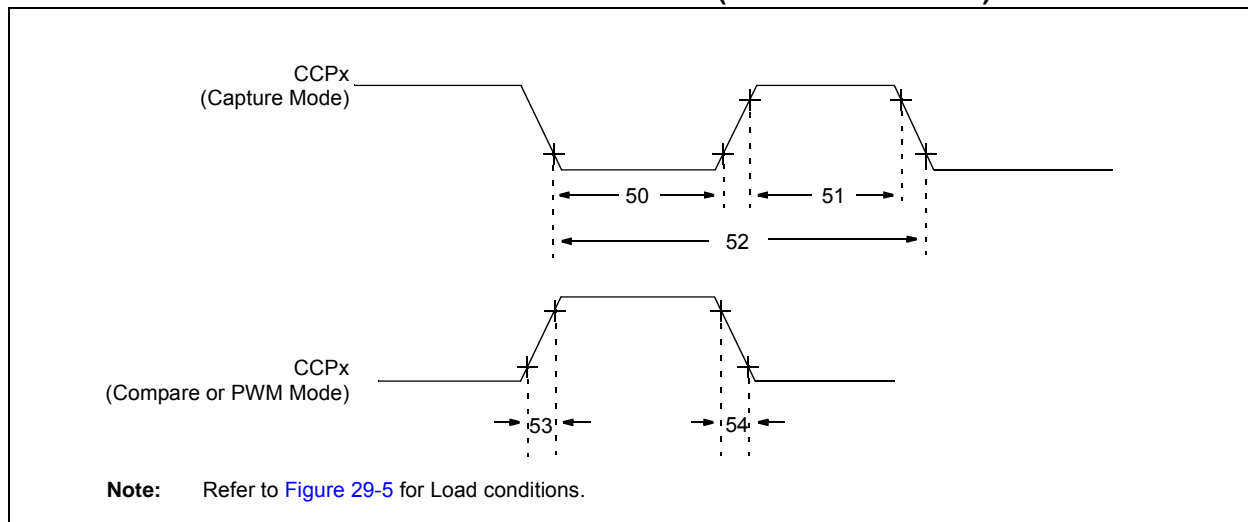 CCPx
(Capture Mode)
50
51
52
CCPx
(Compare or PWM Mode)
53
54
Note: Refer to Figure 29-5 for Load conditions.